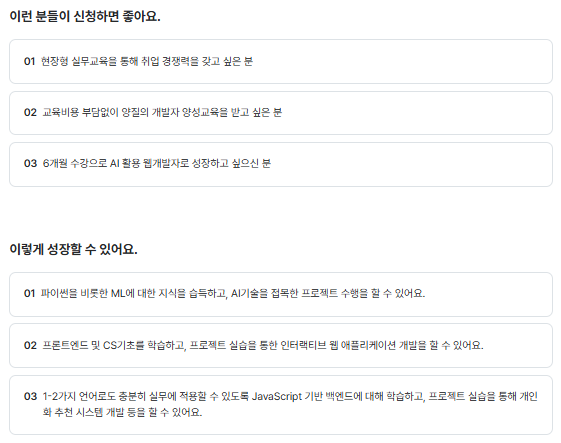 이런 분들이 신청하면 좋아요.
01 현장형 실무교육을 통해 취업 경쟁력을 갖고 싶은 분
02 교육비용 부담없이 양질의 개발자 양성교육을 받고 싶은 분
03 6개월 수강으로 AI 활용 웹개발자로 성장하고 싶으신 분
이렇게 성장할 수 있어요.
01 파이썬을 비롯한 ML에 대한 지식을 습득하고, AI기술을 접목한 프로젝트 수행을 할 수 있어요.
02 프론트엔드 및 CS기초를 학습하고, 프로젝트 실습을 통한 인터랙티브 웹 애플리케이션 개발을 할 수 있어요.
03 1-2가지 언어로도 충분히 실무에 적용할 수 있도록 JavaScript 기반 백엔드에 대해 학습하고, 프로젝트 실습을 통해 개인
화 추천 시스템 개발 등을 할 수 있어요.